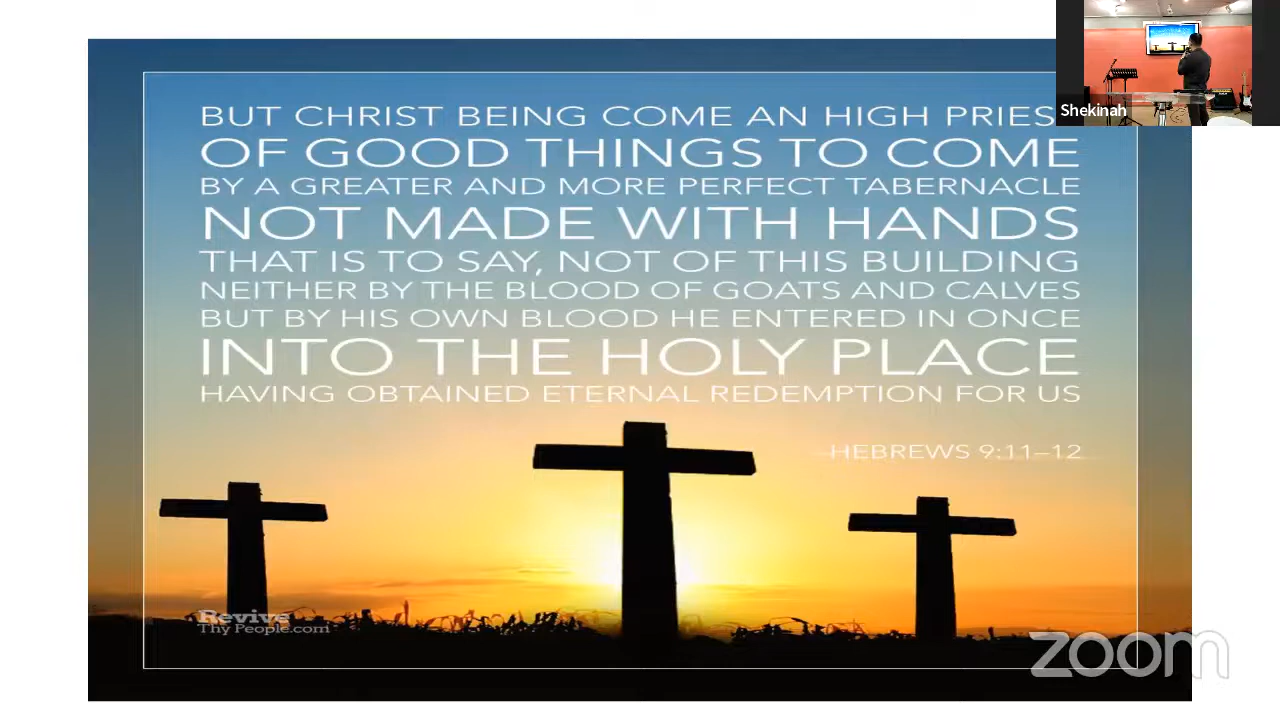 BUT CHRIST BEING COME AN HIGH PRIES
OF GOOD THINGS TO COME
BY A GREATER AND MORE PERFECT TABERNACLE
NOT MADE WITH HANDS
THAT IS TO SAY, NOT OF THIS BUILDING
NEITHER BY THE BLOOD OF GOATS AND CALVES
BUT BY HIS OWN BLOOD HE ENTERED IN ONCE
INTO THE HOLY PLACE
HAVING OBTAINED ETERNAL REDEMPTION FOR US
HEBREWS 9:11–12
Revive
Thy People.com
Shekinah
zoom